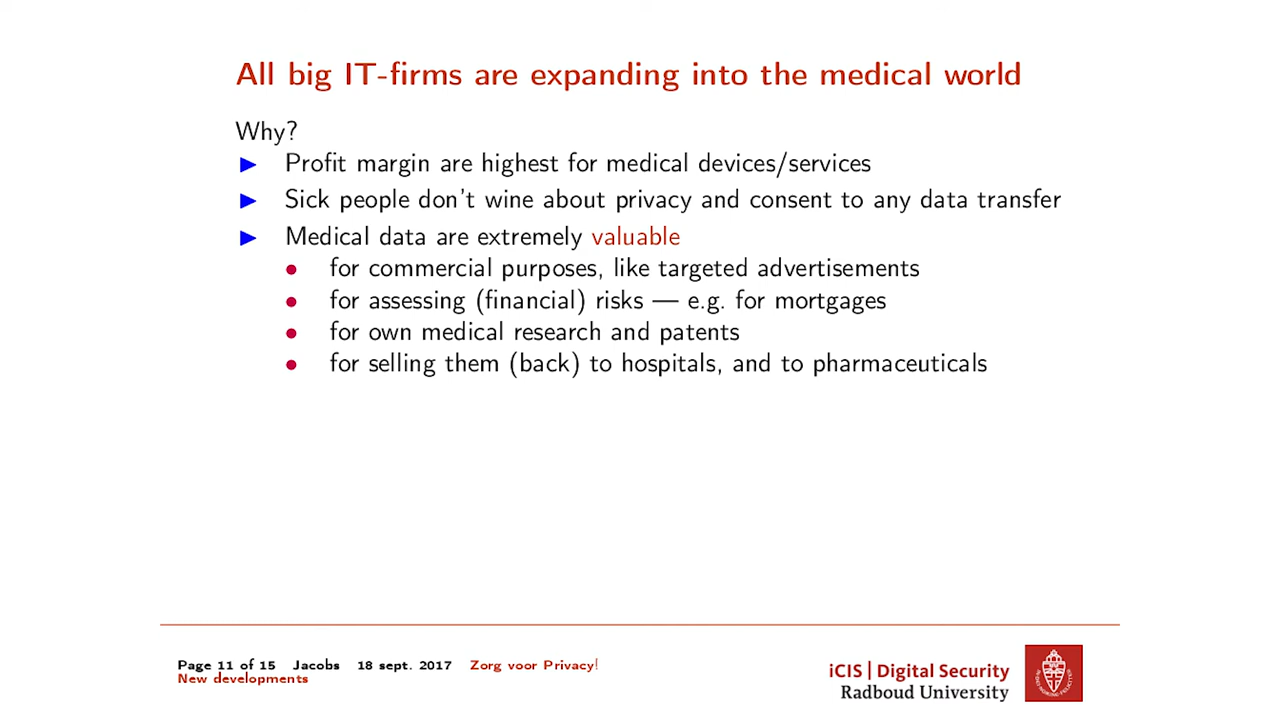 All big IT-firms are expanding into the medical world
Why?
Profit margin are highest for medical devices/services
Sick people don't wine about privacy and consent to any data transfer
Medical data are extremely valuable
for commercial purposes, like targeted advertisements
for assessing (financial) risks — e.g. for mortgages
for own medical research and patents
for selling them (back) to hospitals, and to pharmaceuticals
Page 11 of 15 Jacobs 18 sept. 2017 Zorg voor Privacy!
New developments
iCIS | Digital Security
Radboud University